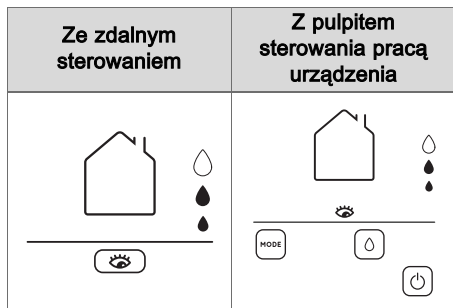 Ze zdalnym
sterowaniem
Z pulpitem
sterowania pracą
urządzenia
MODE